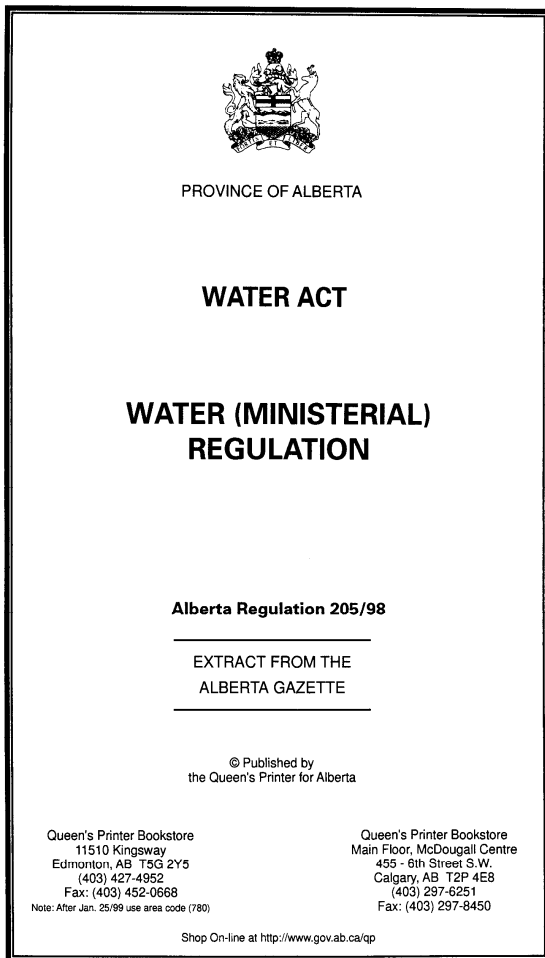 PROVINCE OF ALBERTA
WATER ACT
WATER (MINISTERIAL)
REGULATION
Alberta Regulation 205/98
EXTRACT FROM THE
ALBERTA GAZETTE
© Published by
the Queen's Printer for Alberta
Queen's Printer Bookstore
11510 Kingsway
Edmonton, AB T5G 2Y5
(403) 427-4952
Fax: (403) 452-0668
Note: After Jan. 25/99 use area code (780)
Queen's Printer Bookstore
Main Floor, McDougall Centre
455 - 6th Street S.W.
Calgary, AB T2P 4E8
(403) 297-6251
Fax: (403) 297-8450
Shop On-line at http://www.gov.ab.ca/qp